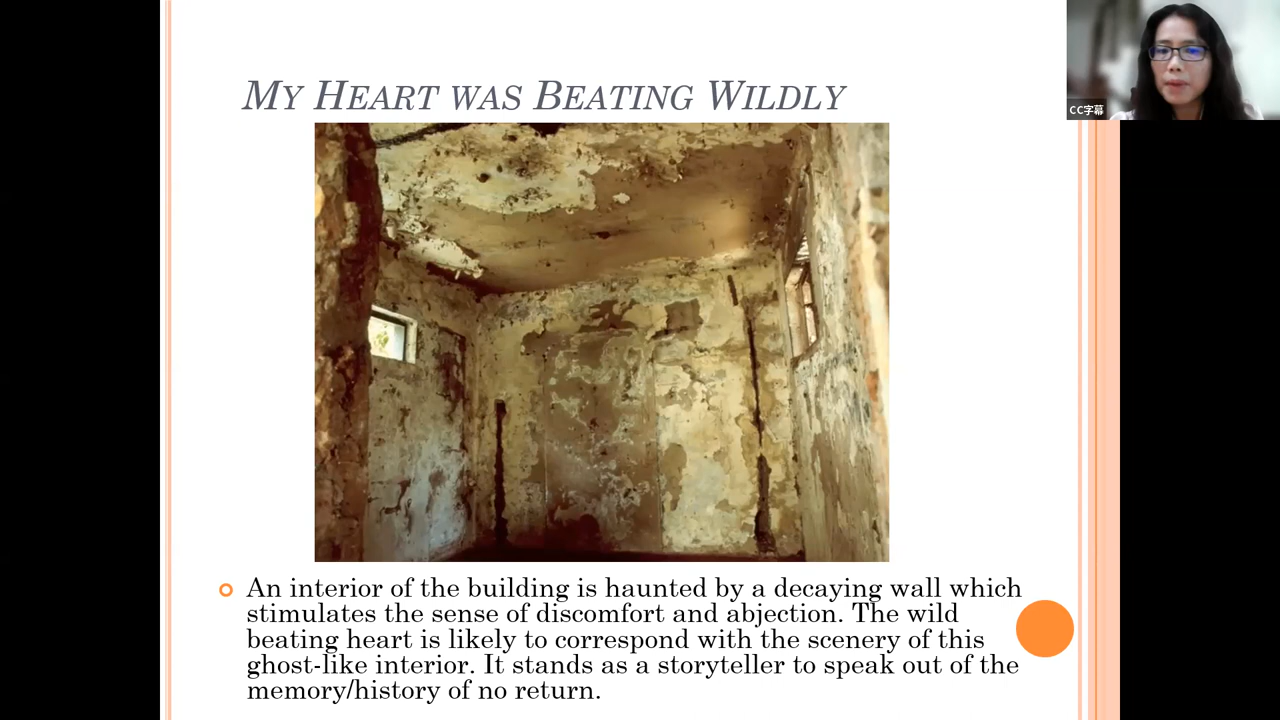 MY HEART WAS BEATING WILDLY
CC字幕
An interior of the building is haunted by a decaying wall which
stimulates the sense of discomfort and abjection. The wild
beating heart is likely to correspond with the scenery of this
ghost-like interior. It stands as a storyteller to speak out of the
memory/history of no return.